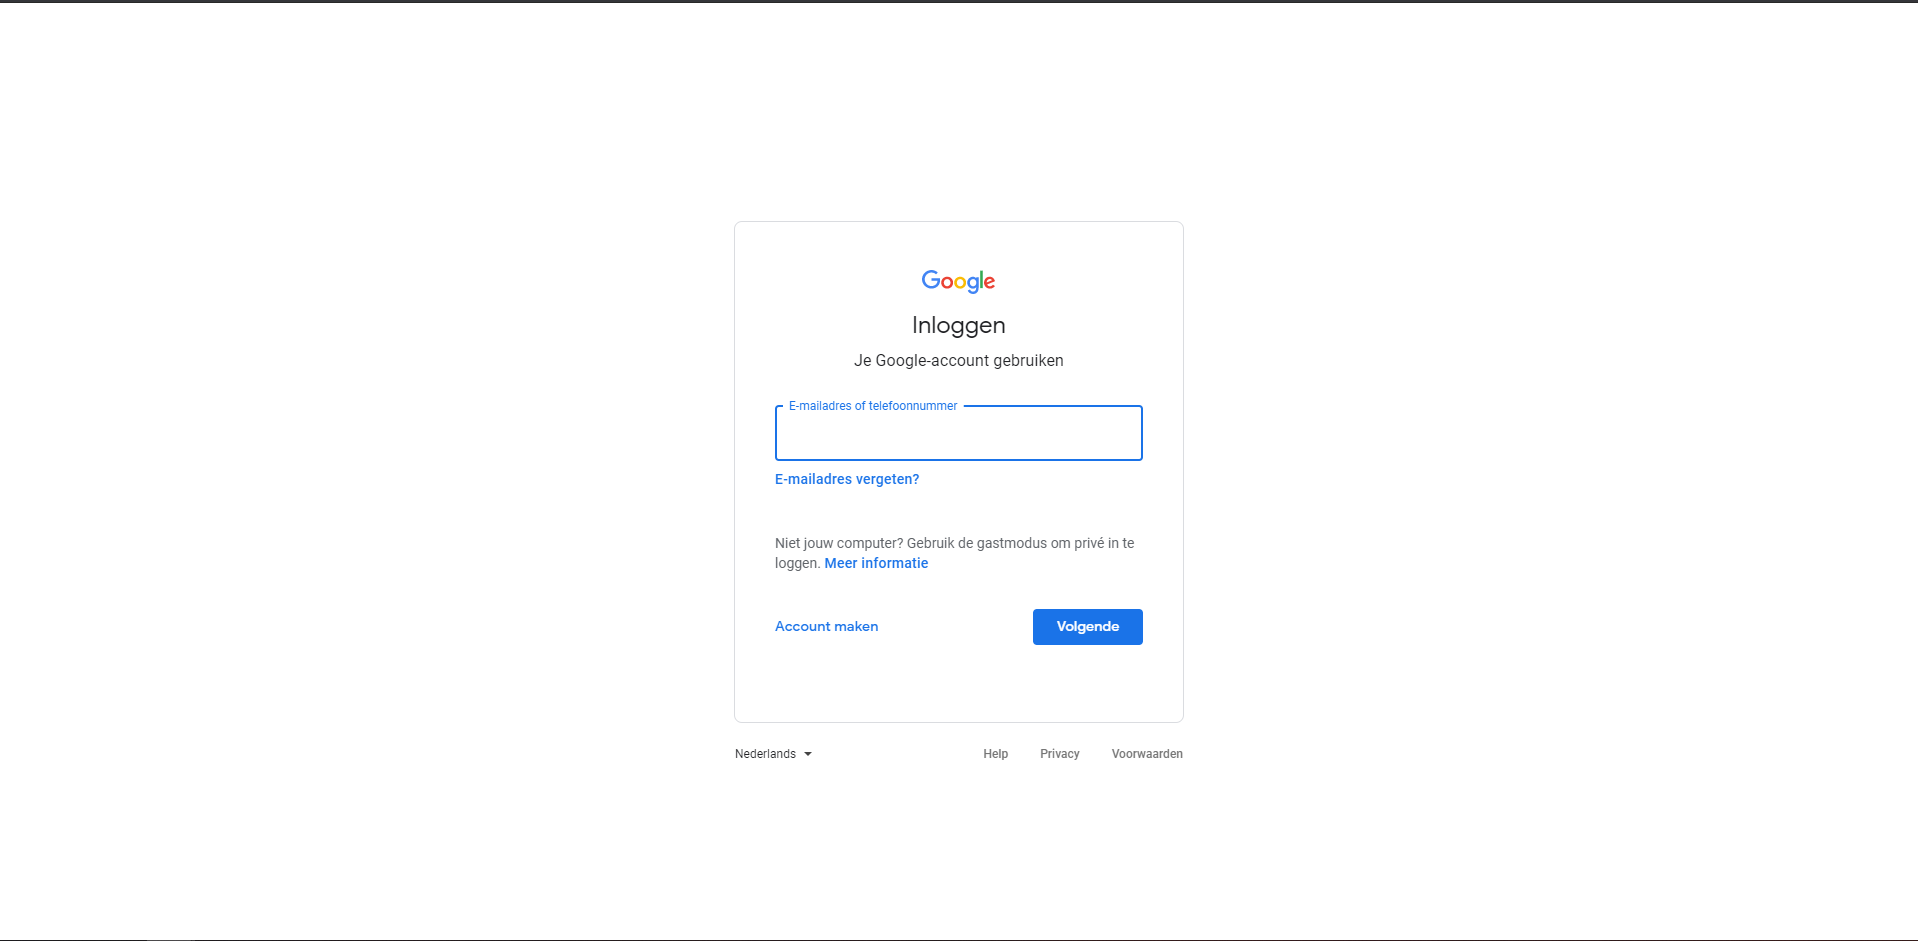 Google
Inloggen
Je Google-account gebruiken
E-mailadres of telefoonnummer
E-mailadres vergeten?
Niet jouw computer? Gebruik de gastmodus om privé in te
loggen. Meer informatie
Account maken
Volgende
Nederlands
Help
Privacy
Voorwaarden